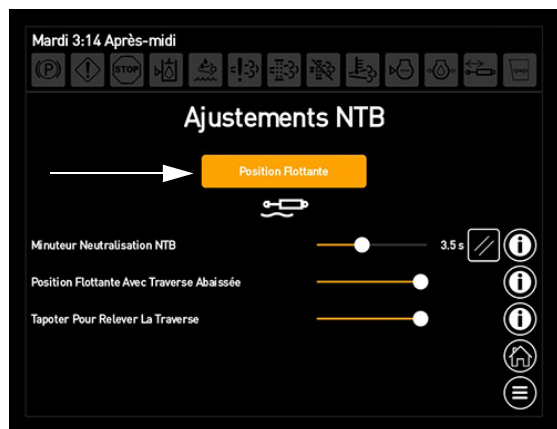 Mardi 3:14 Après-midi
STOP
Ajustements NTB
Position Flottante
Minuteur Neutralisation NTB 3.5 s
Position Flottante Avec Traverse Abaissée
Tapoter Pour Relever La Traverse